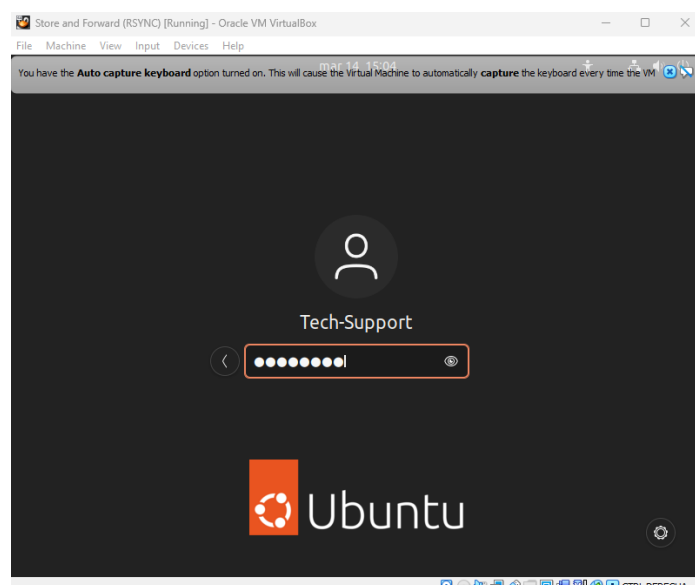 Store and Forward (RSYNC) [Running] - Oracle VM VirtualBox
File Machine View Input Devices Help
mar 14, 15:04
You have the Auto capture keyboard option turned on. This will cause the Virtual Machine to automatically capture the keyboard every time the VM
Tech-Support
Ubuntu
CTRL DERECHA